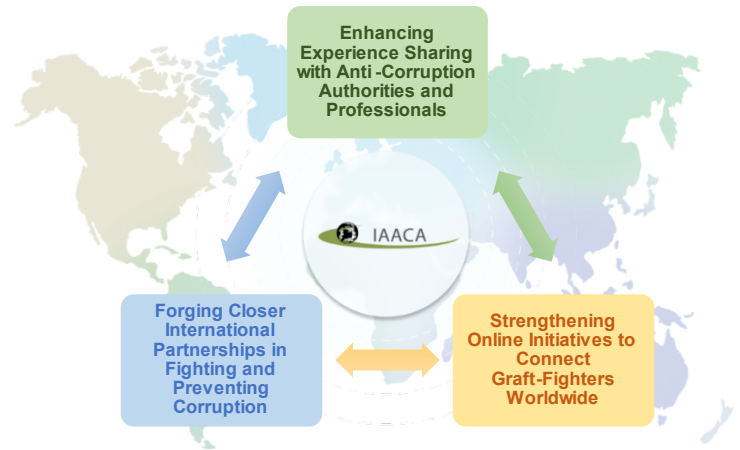 Enhancing
Experience Sharing
with Anti -Corruption
Authorities and
Professionals
IAACA
Forging Closer
International
Partnerships in
Fighting and
Preventing
Corruption
Strengthening
Online Initiatives to
Connect
Graft-Fighters
Worldwide